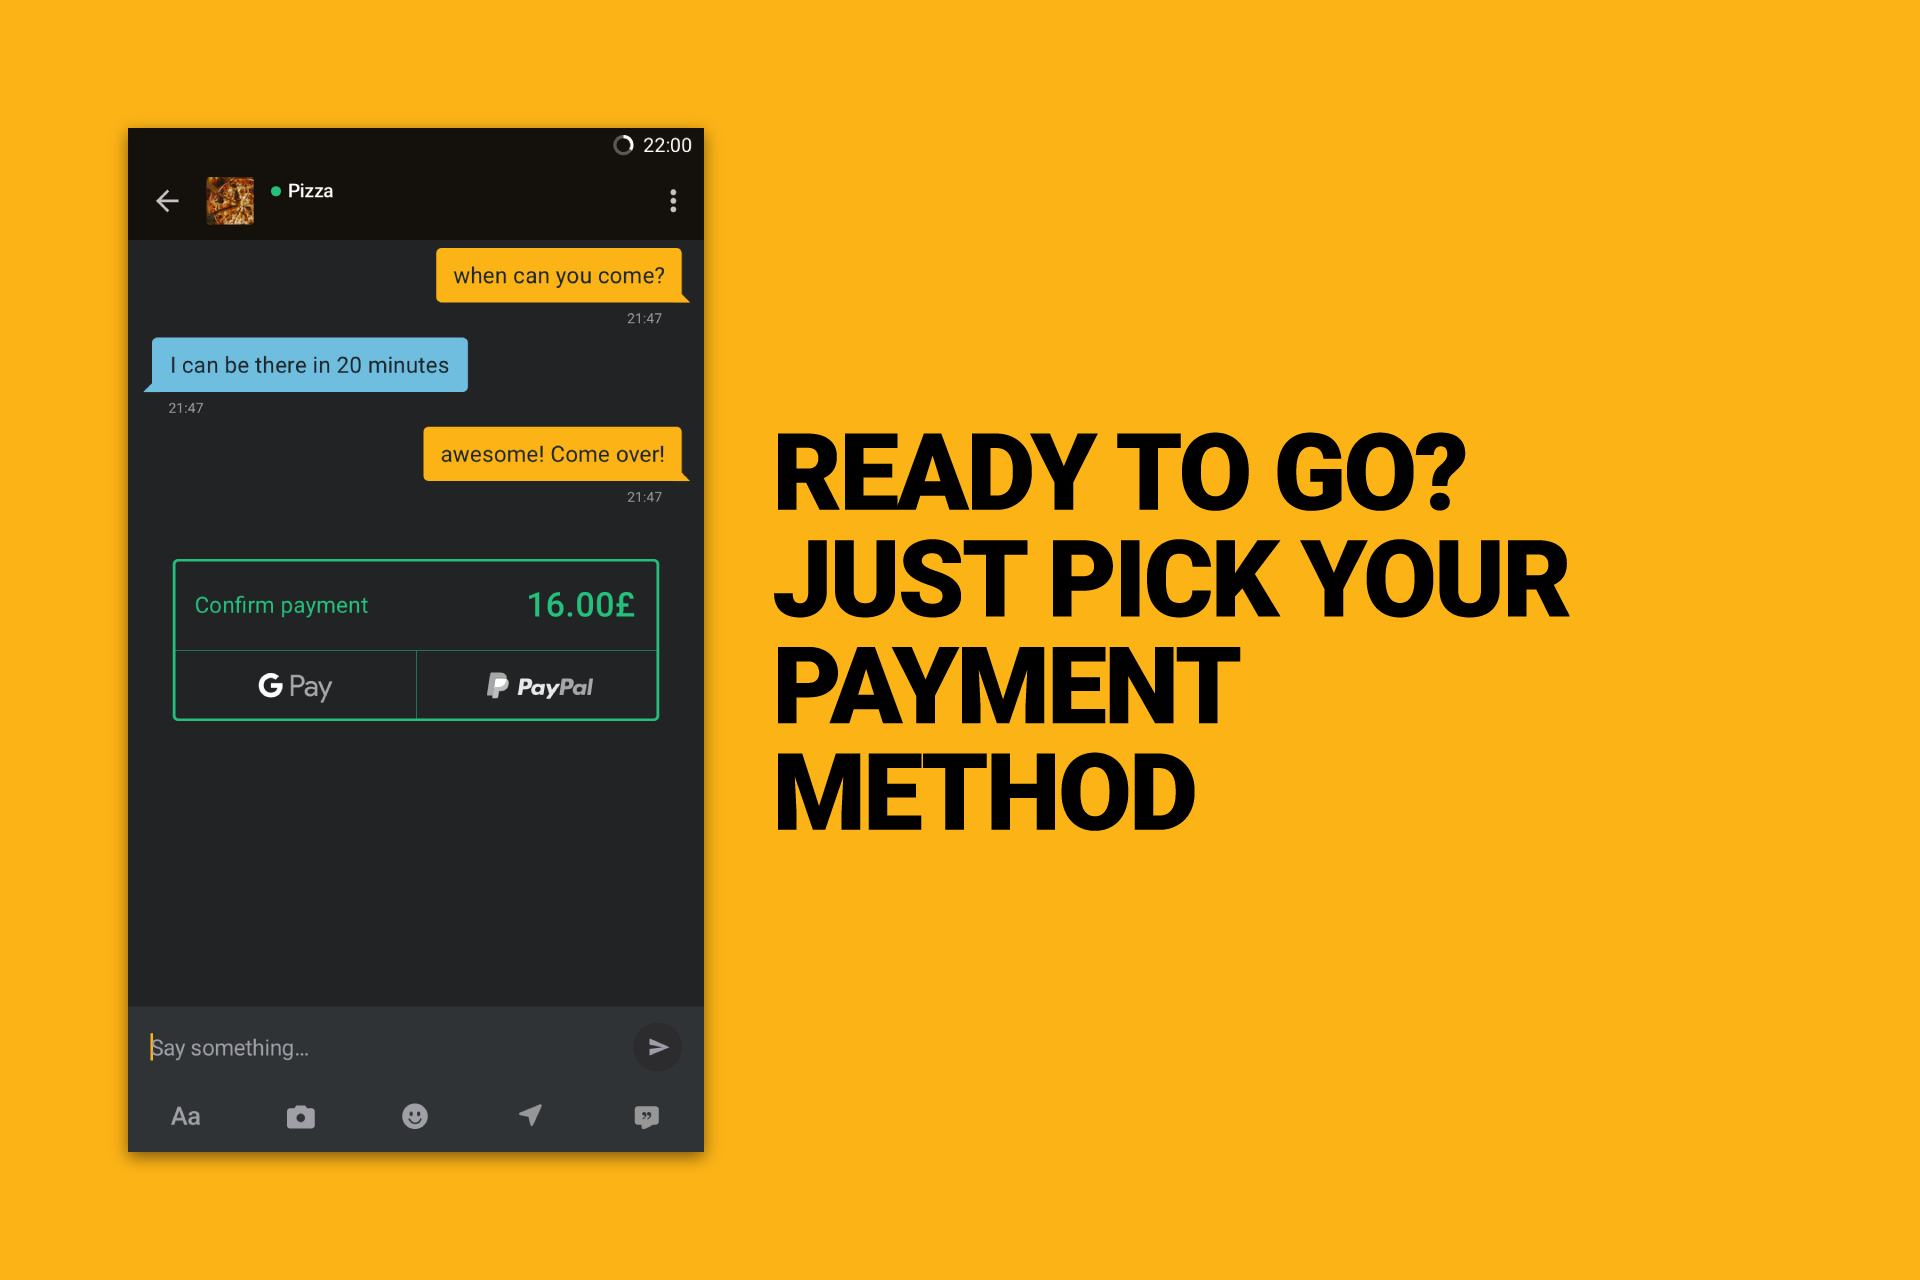 22:00
Pizza
when can you come?
21:47
I can be there in 20 minutes
21:47
awesome! Come over!
21:47
Confirm payment 16.00£
G Pay PayPal
Say something...
Aa
READY TO GO?
JUST PICK YOUR
PAYMENT
METHOD